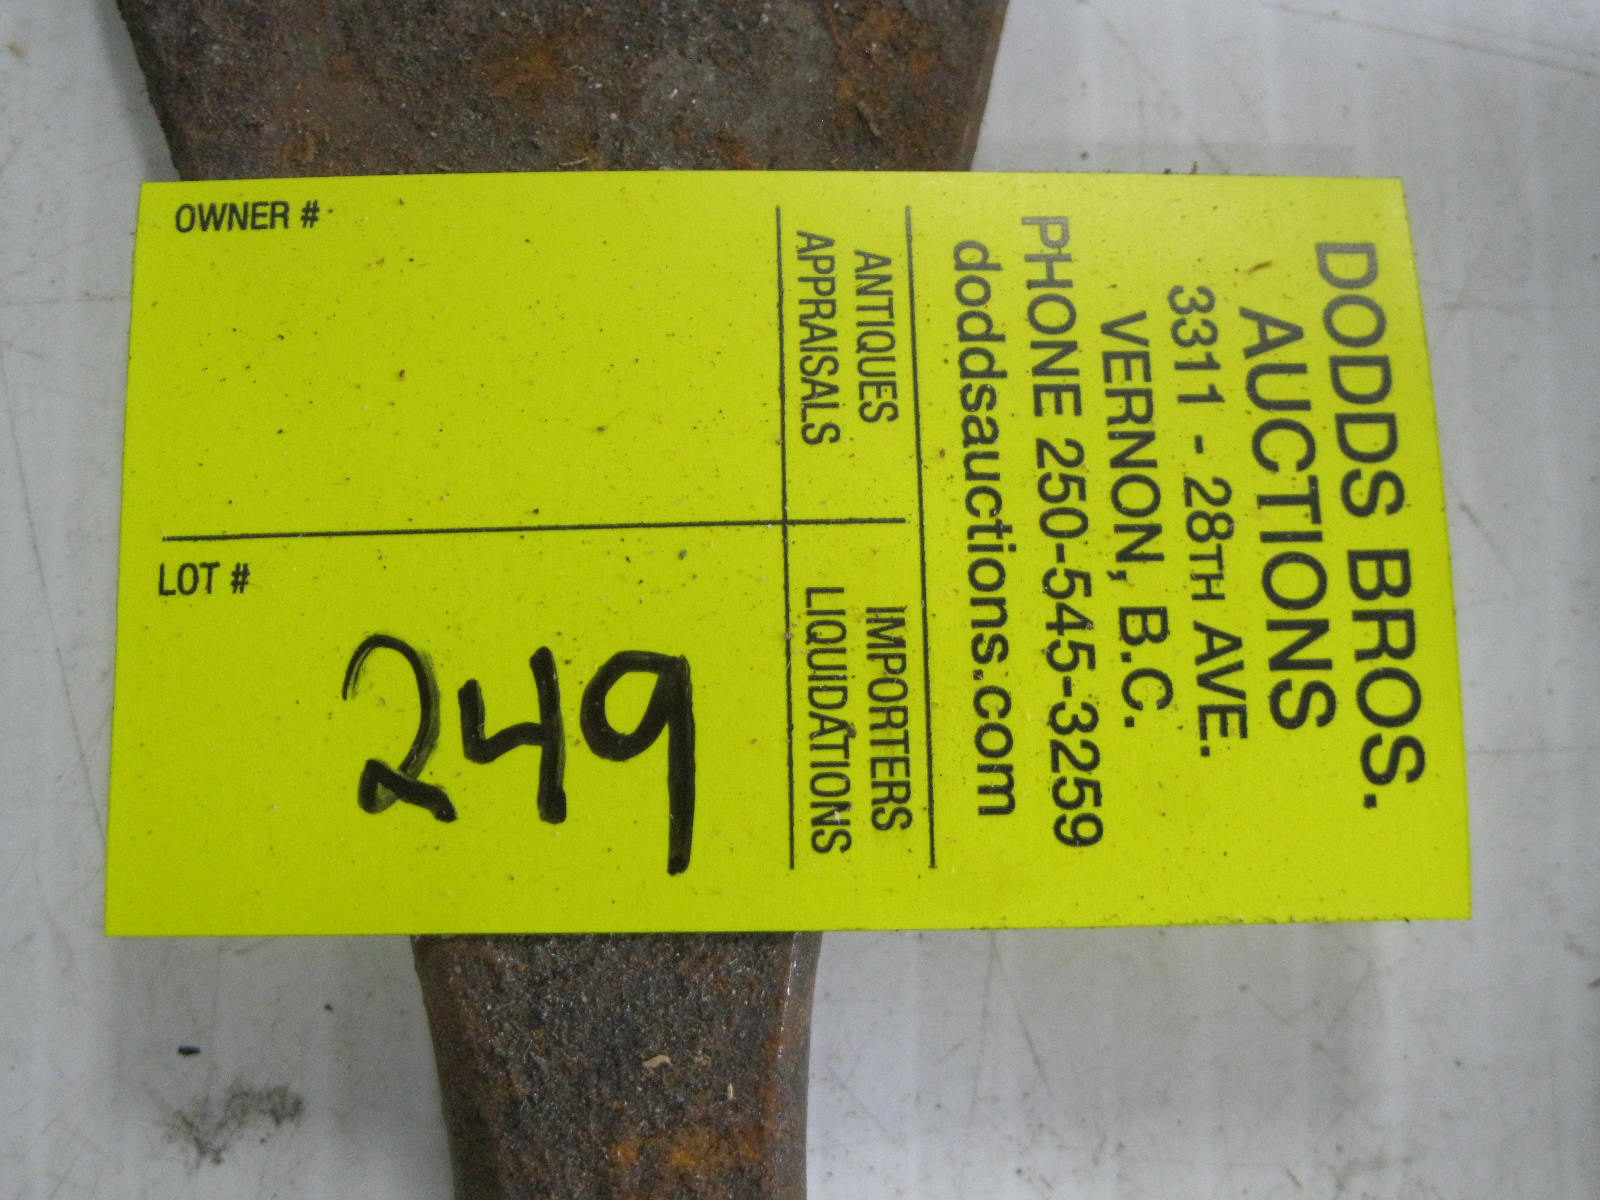 DODDS BROS.
AUCTIONS
3311 - 28TH AVE.
VERNON, B.C.
PHONE 250-545-3259
doddsauctions.com
ANTIQUES
APPRAISALS
IMPORTERS
LIQUIDATIONS
OWNER #
LOT #
249